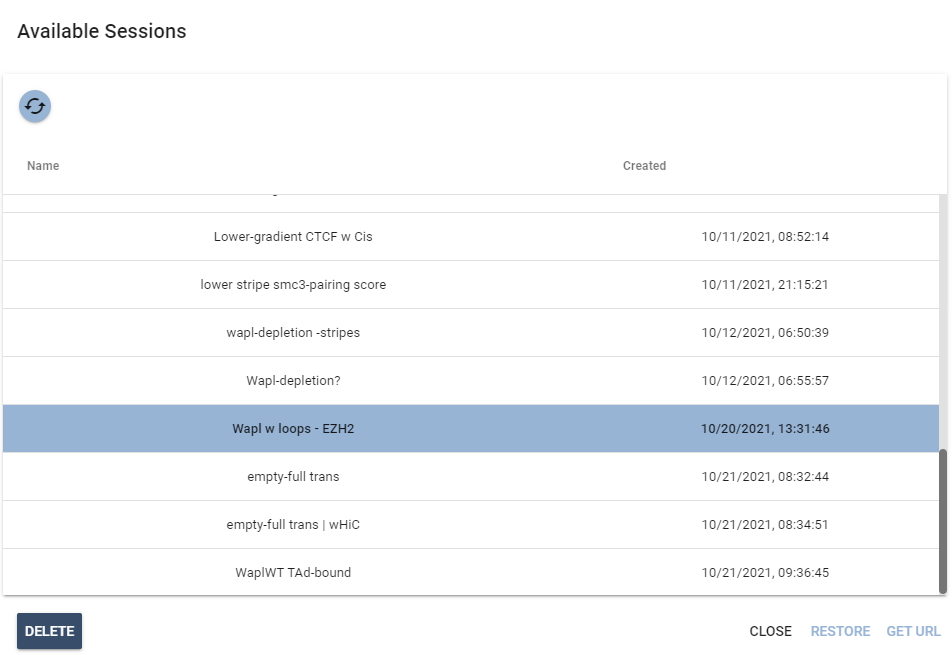 Available Sessions
Name Created
Lower-gradient CTCF w Cis 10/11/2021, 08:52:14
lower stripe smc3-pairing score 10/11/2021, 21:15:21
wapl-depletion -stripes 10/12/2021, 06:50:39
Wapl-depletion? 10/12/2021, 06:55:57
Wapl w loops - EZH2 10/20/2021, 13:31:46
empty-full trans 10/21/2021, 08:32:44
empty-full trans | wHiC 10/21/2021, 08:34:51
WaplWT TAd-bound 10/21/2021, 09:36:45
DELETE CLOSE RESTORE GET URL